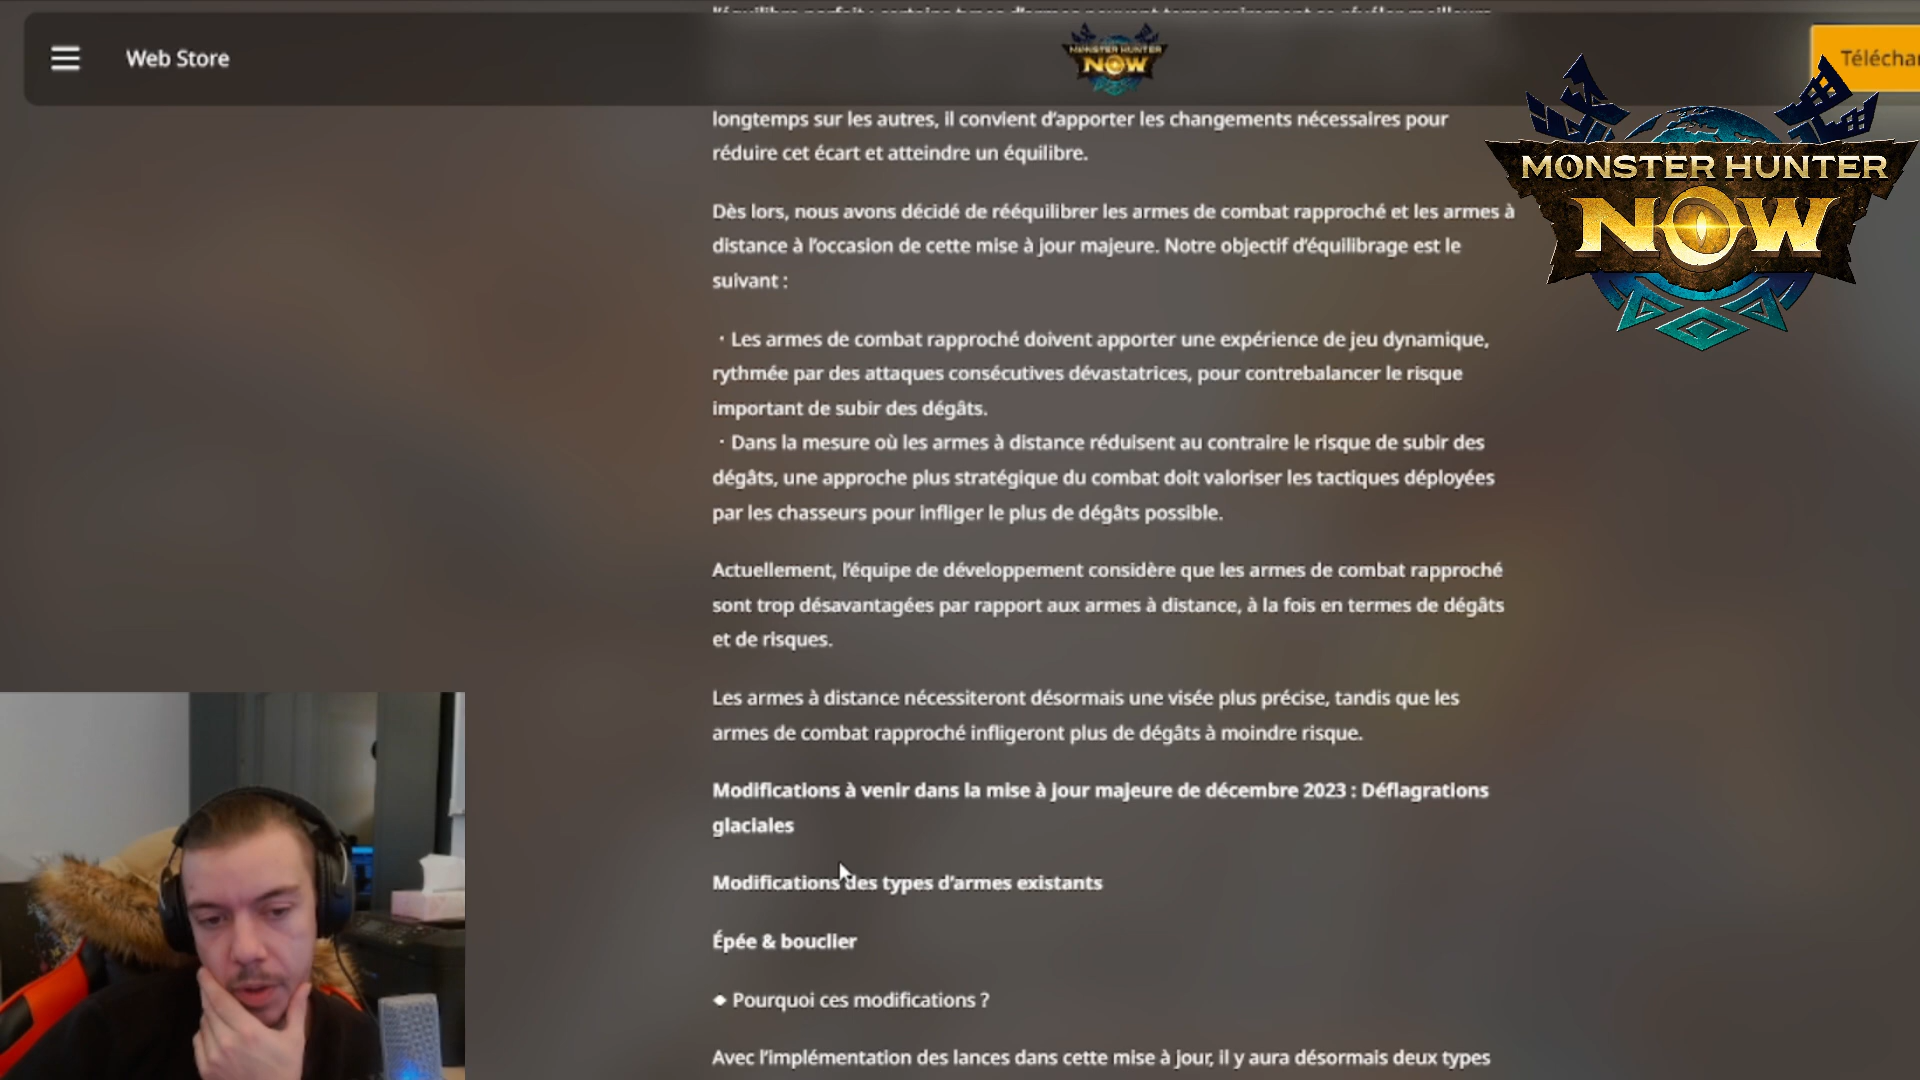 Web Store
MONSTER HUNTER
NOW
MONSTER HUNTER
NOW
longtemps sur les autres, il convient d'apporter les changements nécessaires pour
réduire cet écart et atteindre un équilibre.
Dès lors, nous avons décidé de rééquilibrer les armes de combat rapproché et les armes à
distance à l'occasion de cette mise à jour majeure. Notre objectif d'équilibrage est le
suivant :
・Les armes de combat rapproché doivent apporter une expérience de jeu dynamique,
rythmée par des attaques consécutives dévastatrices, pour contrebalancer le risque
important de subir des dégâts.
・Dans la mesure où les armes à distance réduisent au contraire le risque de subir des
dégâts, une approche plus stratégique du combat doit valoriser les tactiques déployées
par les chasseurs pour infliger le plus de dégâts possible.
Actuellement, l'équipe de développement considère que les armes de combat rapproché
sont trop désavantagées par rapport aux armes à distance, à la fois en termes de dégâts
et de risques.
Les armes à distance nécessiteront désormais une visée plus précise, tandis que les
armes de combat rapproché infligeront plus de dégâts à moindre risque.
Modifications à venir dans la mise à jour majeure de décembre 2023 : Déflagrations
glaciales
Modifications des types d'armes existants
Épée & bouclier
◆ Pourquoi ces modifications ?
Avec l'implémentation des lances dans cette mise à jour, il y aura désormais deux types